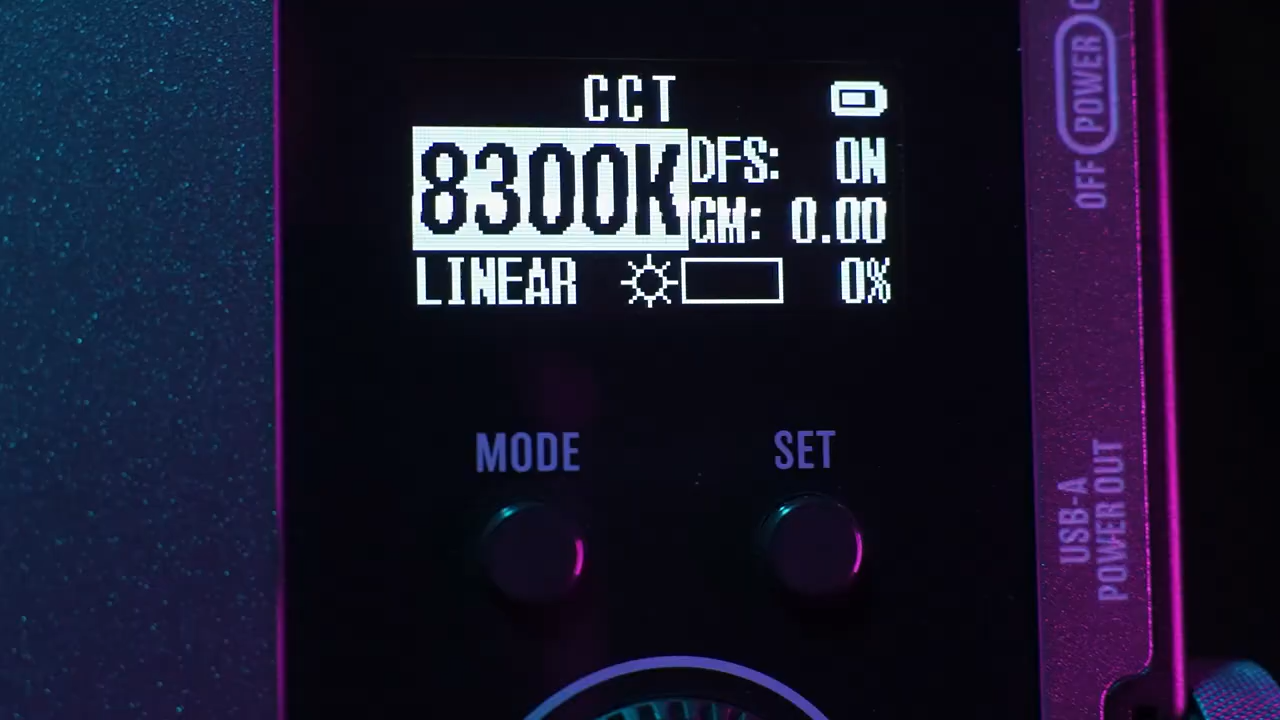 CCT
8300K
DFS: ON
GM: 0.00
LINEAR 0%
MODE
SET
OFF POWER
USB-A
POWER OUT